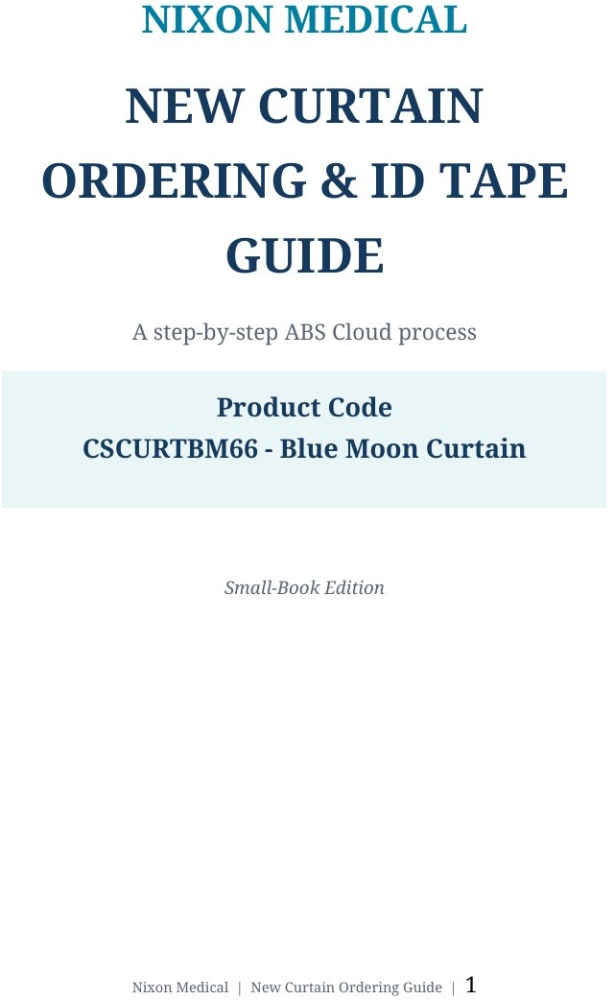 NIXON MEDICAL
NEW CURTAIN
ORDERING & ID TAPE
GUIDE
A step-by-step ABS Cloud process
Product Code
CSCURTBM66 - Blue Moon Curtain
Small-Book Edition
Nixon Medical | New Curtain Ordering Guide | 1